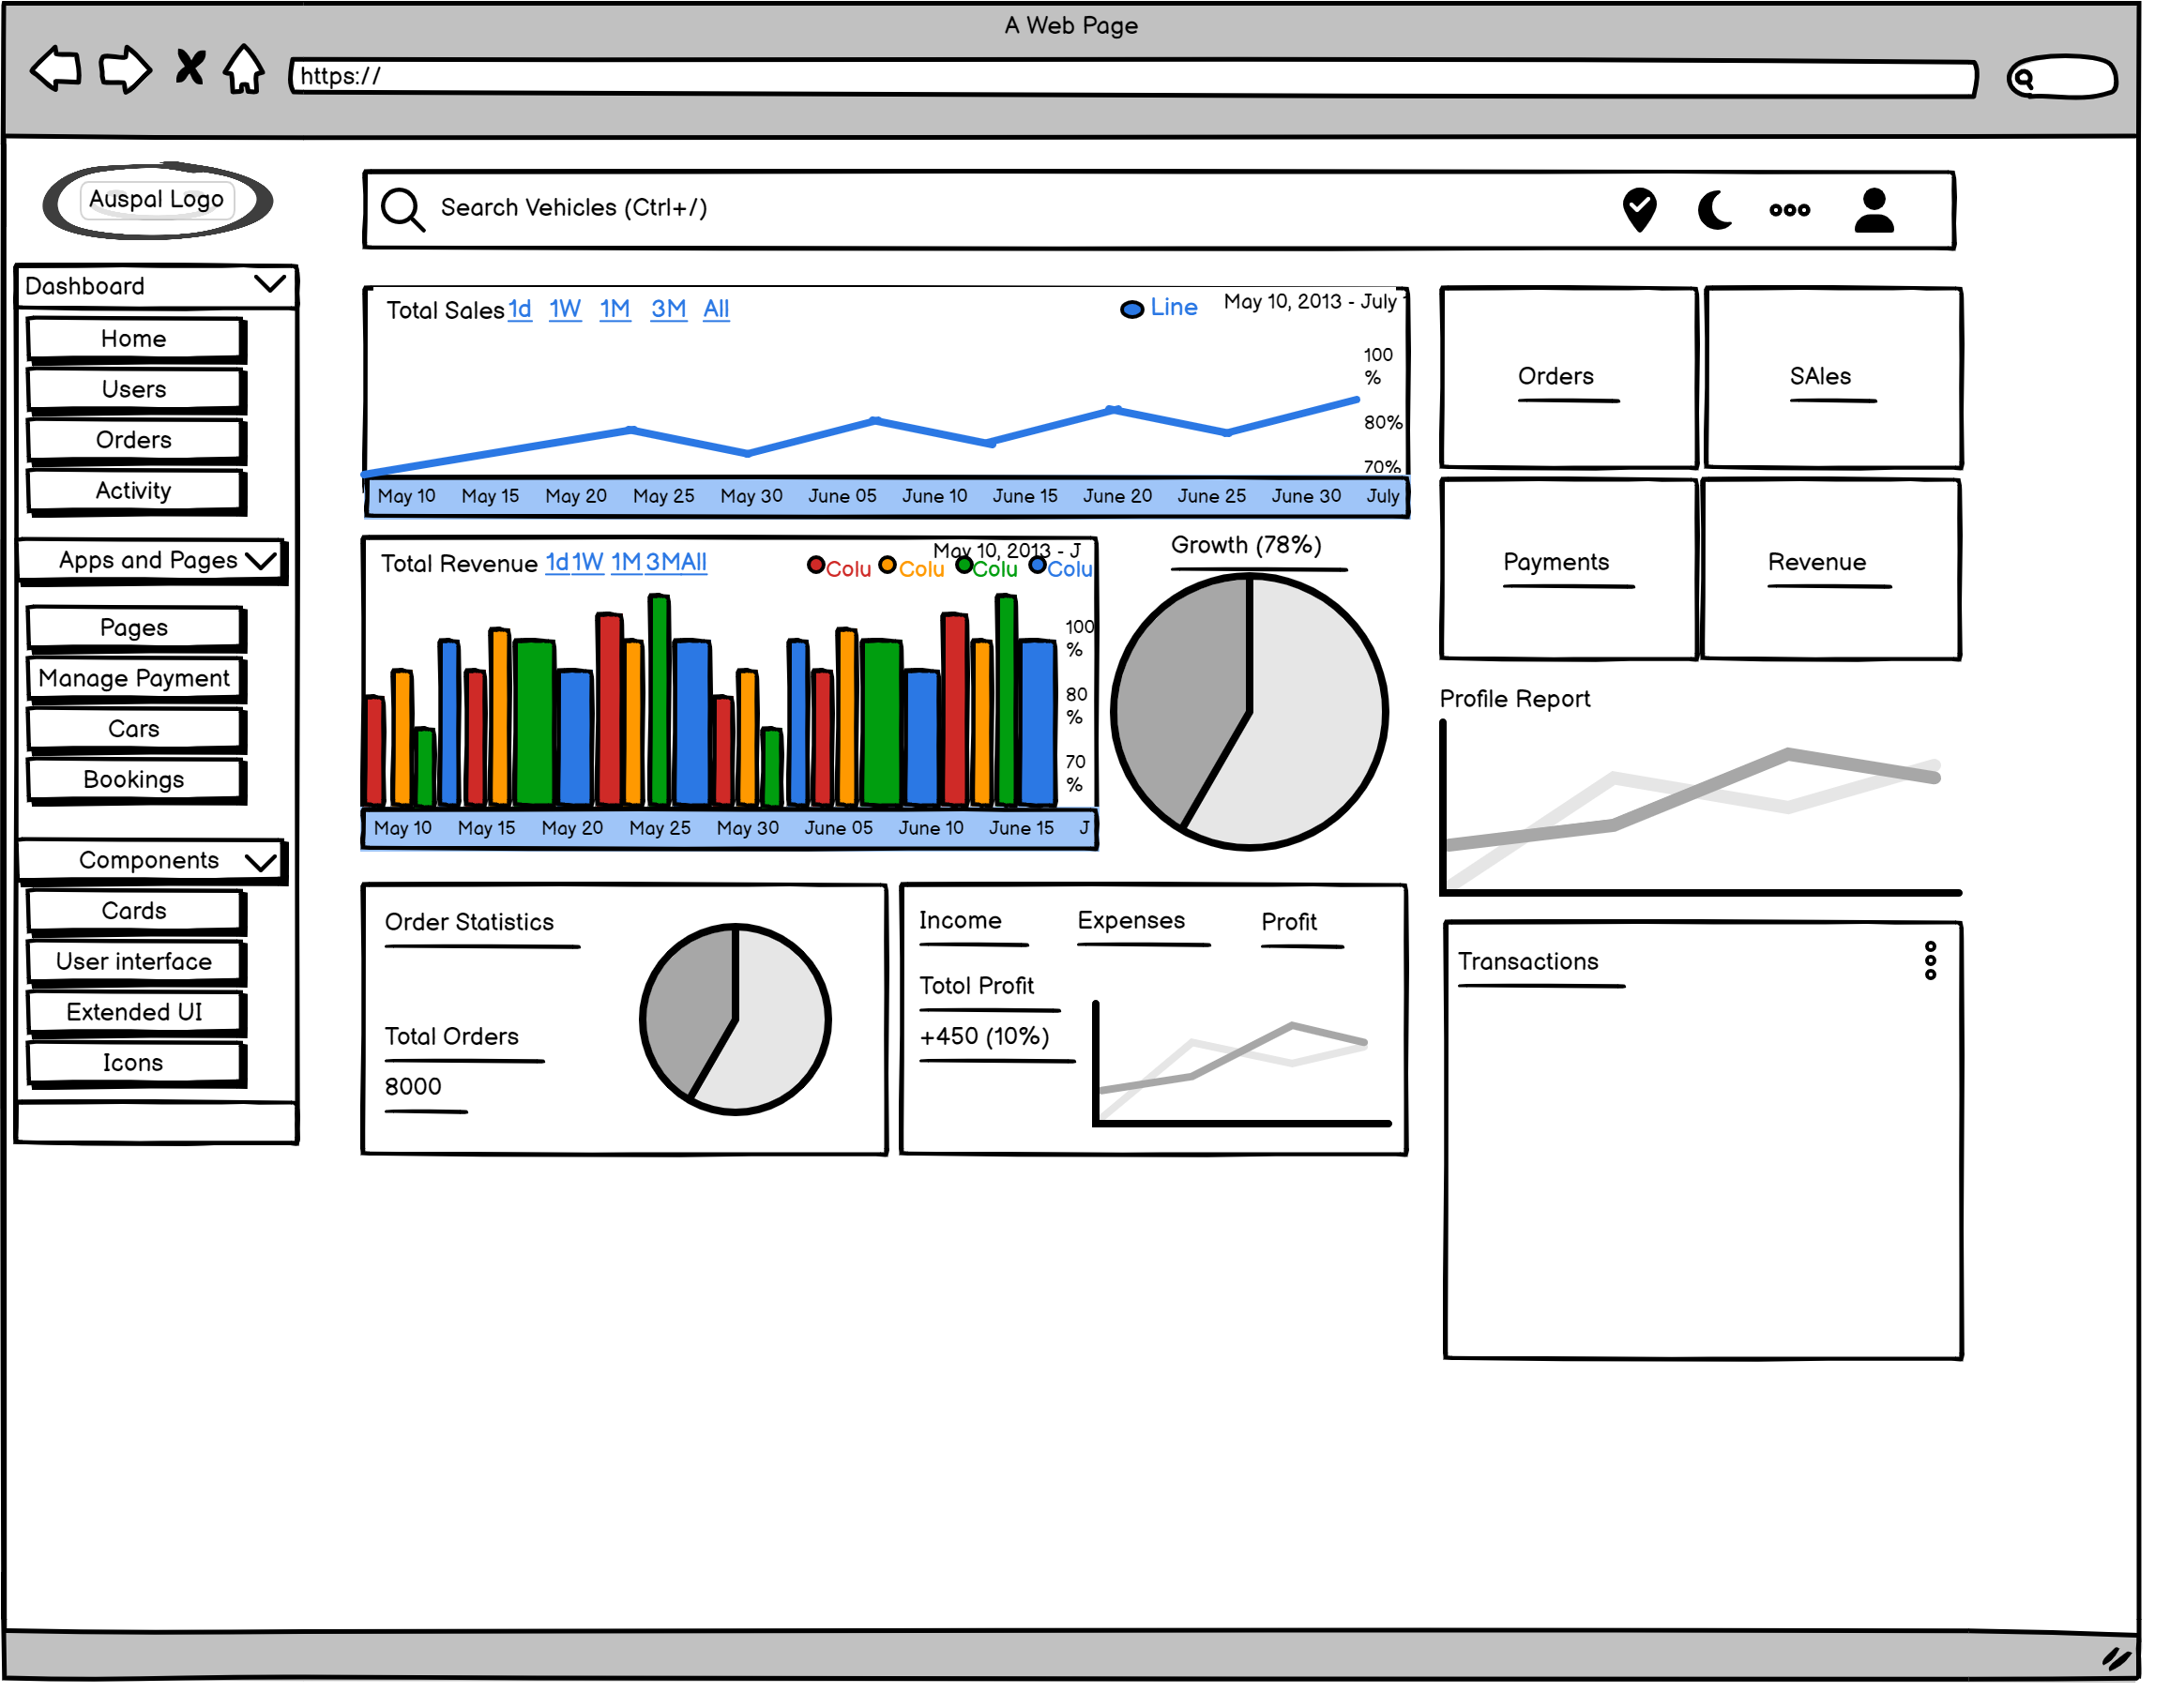 A Web Page
https://
Auspal Logo
Search Vehicles (Ctrl+/)
Dashboard
Home
Users
Orders
Activity
Apps and Pages
Pages
Manage Payment
Cars
Bookings
Components
Cards
User interface
Extended UI
Icons
Total Sales 1d 1W 1M 3M All
Line
May 10, 2013 - July
100
%
80%
70%
May 10 May 15 May 20 May 25 May 30 June 05 June 10 June 15 June 20 June 25 June 30 July
Total Revenue 1d 1W 1M 3M All
May 10, 2013 - J
Colu Colu Colu Colu
100
%
80
%
70
%
May 10 May 15 May 20 May 25 May 30 June 05 June 10 June 15 J
Growth (78%)
Orders
SAles
Payments
Revenue
Profile Report
Order Statistics
Total Orders
8000
Income Expenses Profit
Totol Profit
+450 (10%)
Transactions